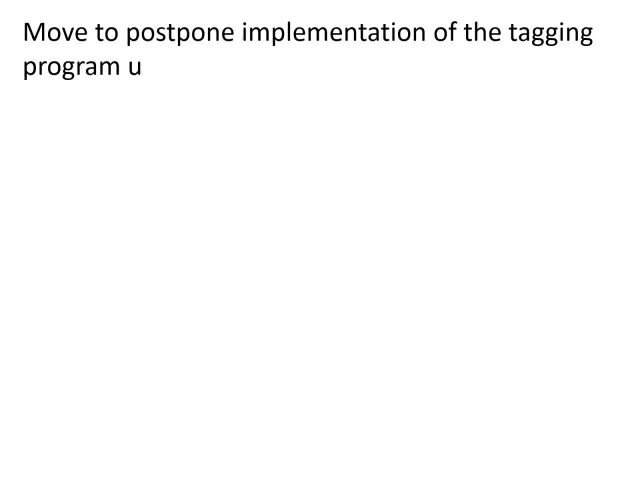 Move to postpone implementation of the tagging
program u